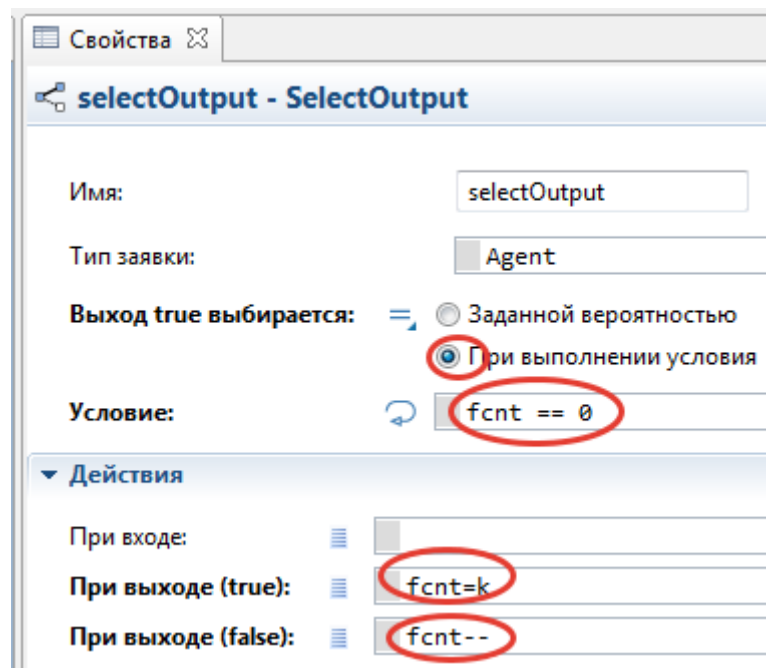 Свойства
selectOutput - SelectOutput
Имя: selectOutput
Тип заявки: Agent
Выход true выбирается: Заданной вероятностью
При выполнении условия
Условие: fcnt == 0
Действия
При входе:
При выходе (true): fcnt=k
При выходе (false): fcnt--